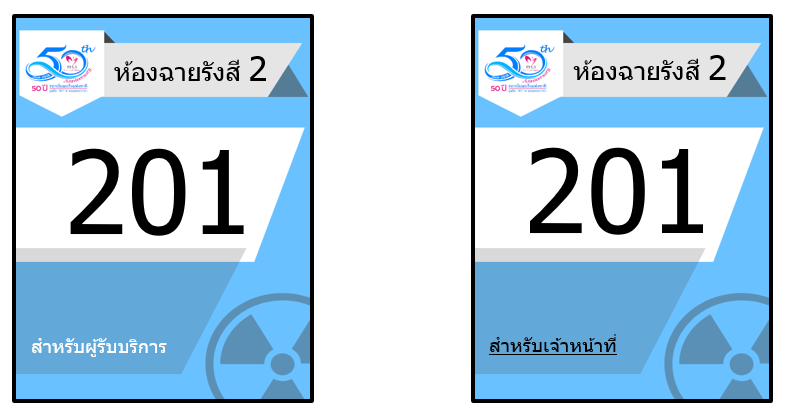 50th
50 ปี
ห้องฉายรังสี 2
201
สำหรับผู้รับบริการ
50th
50 ปี
ห้องฉายรังสี 2
201
สำหรับเจ้าหน้าที่